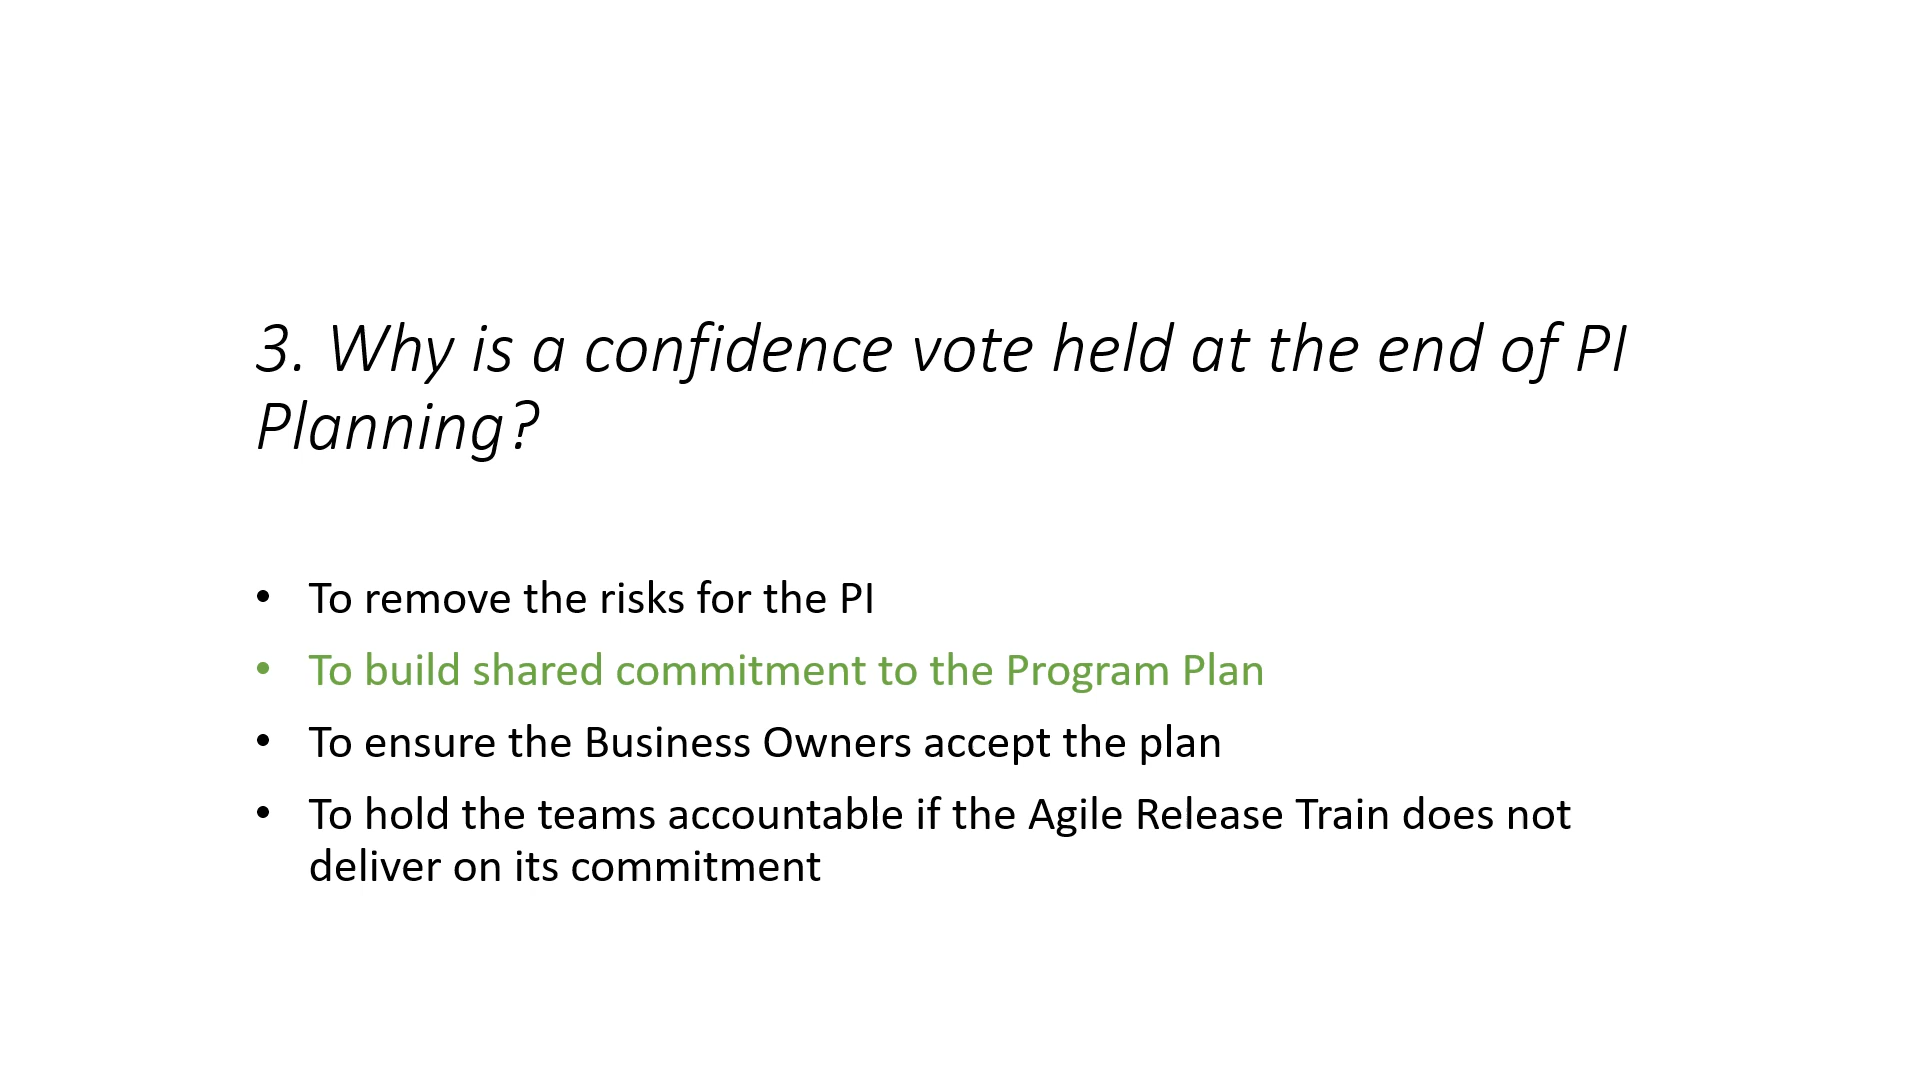 3. Why is a confidence vote held at the end of PI
Planning?
• To remove the risks for the PI
• To build shared commitment to the Program Plan
• To ensure the Business Owners accept the plan
• To hold the teams accountable if the Agile Release Train does not
deliver on its commitment